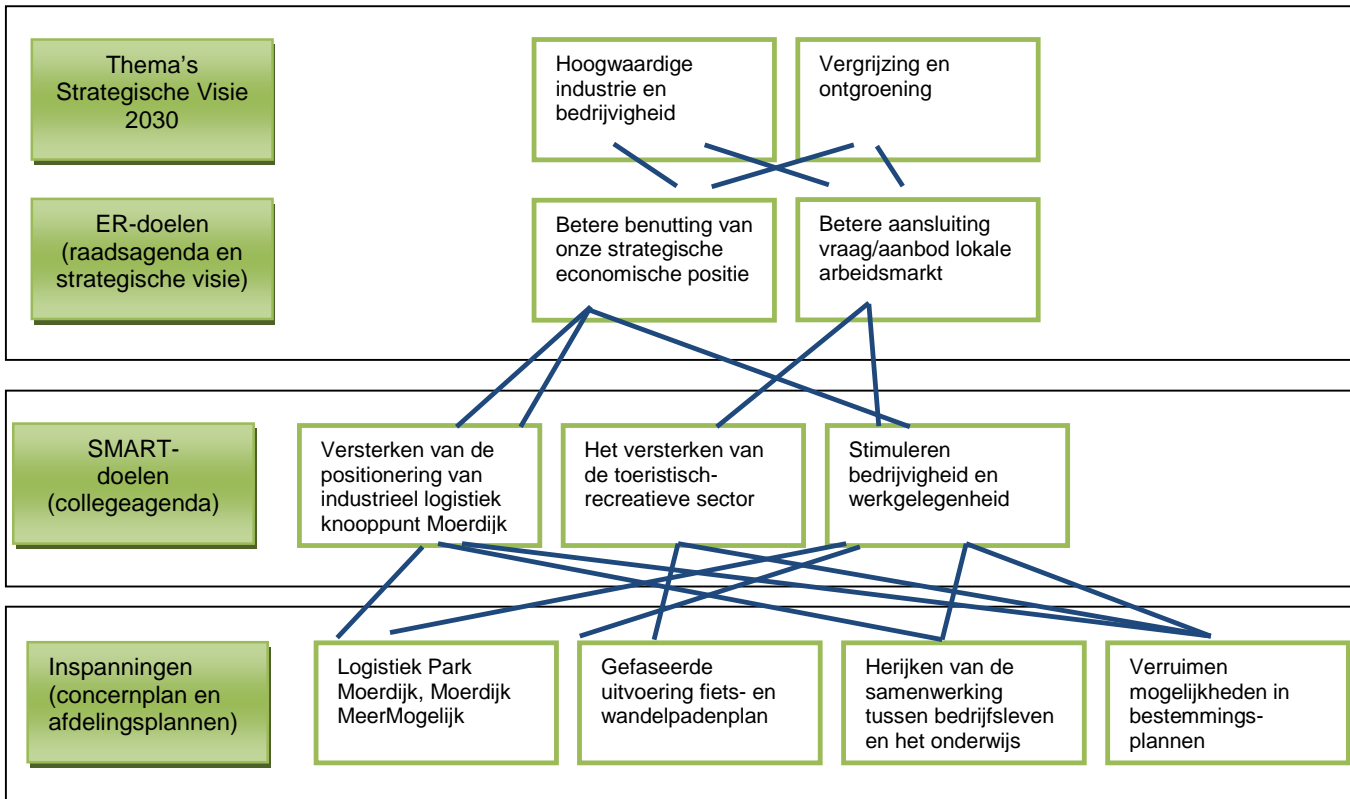 Thema's
Strategische Visie
2030
Hoogwaardige
industrie en
bedrijvigheid
Vergrijzing en
ontgroening
ER-doelen
(raadsagenda en
strategische visie)
Betere benutting van
onze strategische
economische positie
Betere aansluiting
vraag/aanbod lokale
arbeidsmarkt
SMART-
doelen
(collegeagenda)
Versterken van de
positionering van
industrieel logistiek
knooppunt Moerdijk
Het versterken van
de toeristisch-
recreatieve sector
Stimuleren
bedrijvigheid en
werkgelegenheid
Inspanningen
(concernplan en
afdelingsplannen)
Logistiek Park
Moerdijk, Moerdijk
MeerMogelijk
Gefaseerde
uitvoering fiets- en
wandelpadenplan
Herijken van de
samenwerking
tussen bedrijfsleven
en het onderwijs
Verruimen
mogelijkheden in
bestemmings-
plannen